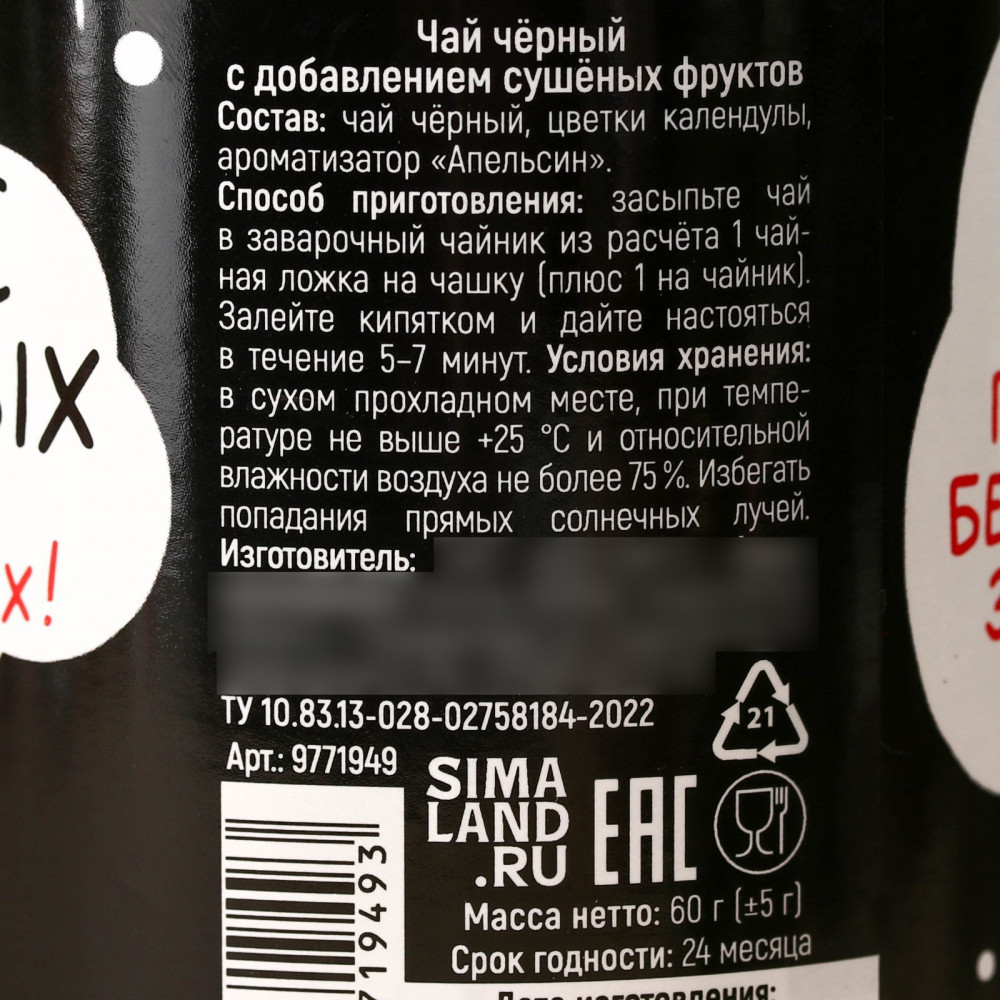 Чай чёрный
с добавлением сушёных фруктов
Состав: чай чёрный, цветки календулы,
ароматизатор «Апельсин».
Способ приготовления: засыпьте чай
в заварочный чайник из расчёта 1 чай-
ная ложка на чашку (плюс 1 на чайник).
Залейте кипятком и дайте настояться
в течение 5–7 минут. Условия хранения:
в сухом прохладном месте, при темпе-
ратуре не выше +25 °С и относительной
влажности воздуха не более 75 %. Избегать
попадания прямых солнечных лучей.
Изготовитель:
ТУ 10.83.13-028-02758184-2022
Арт.: 9771949
21
SIMA
LAND
.RU
EAC
719493
Масса нетто: 60 г (±5 г)
Срок годности: 24 месяца
Дата изготовления: